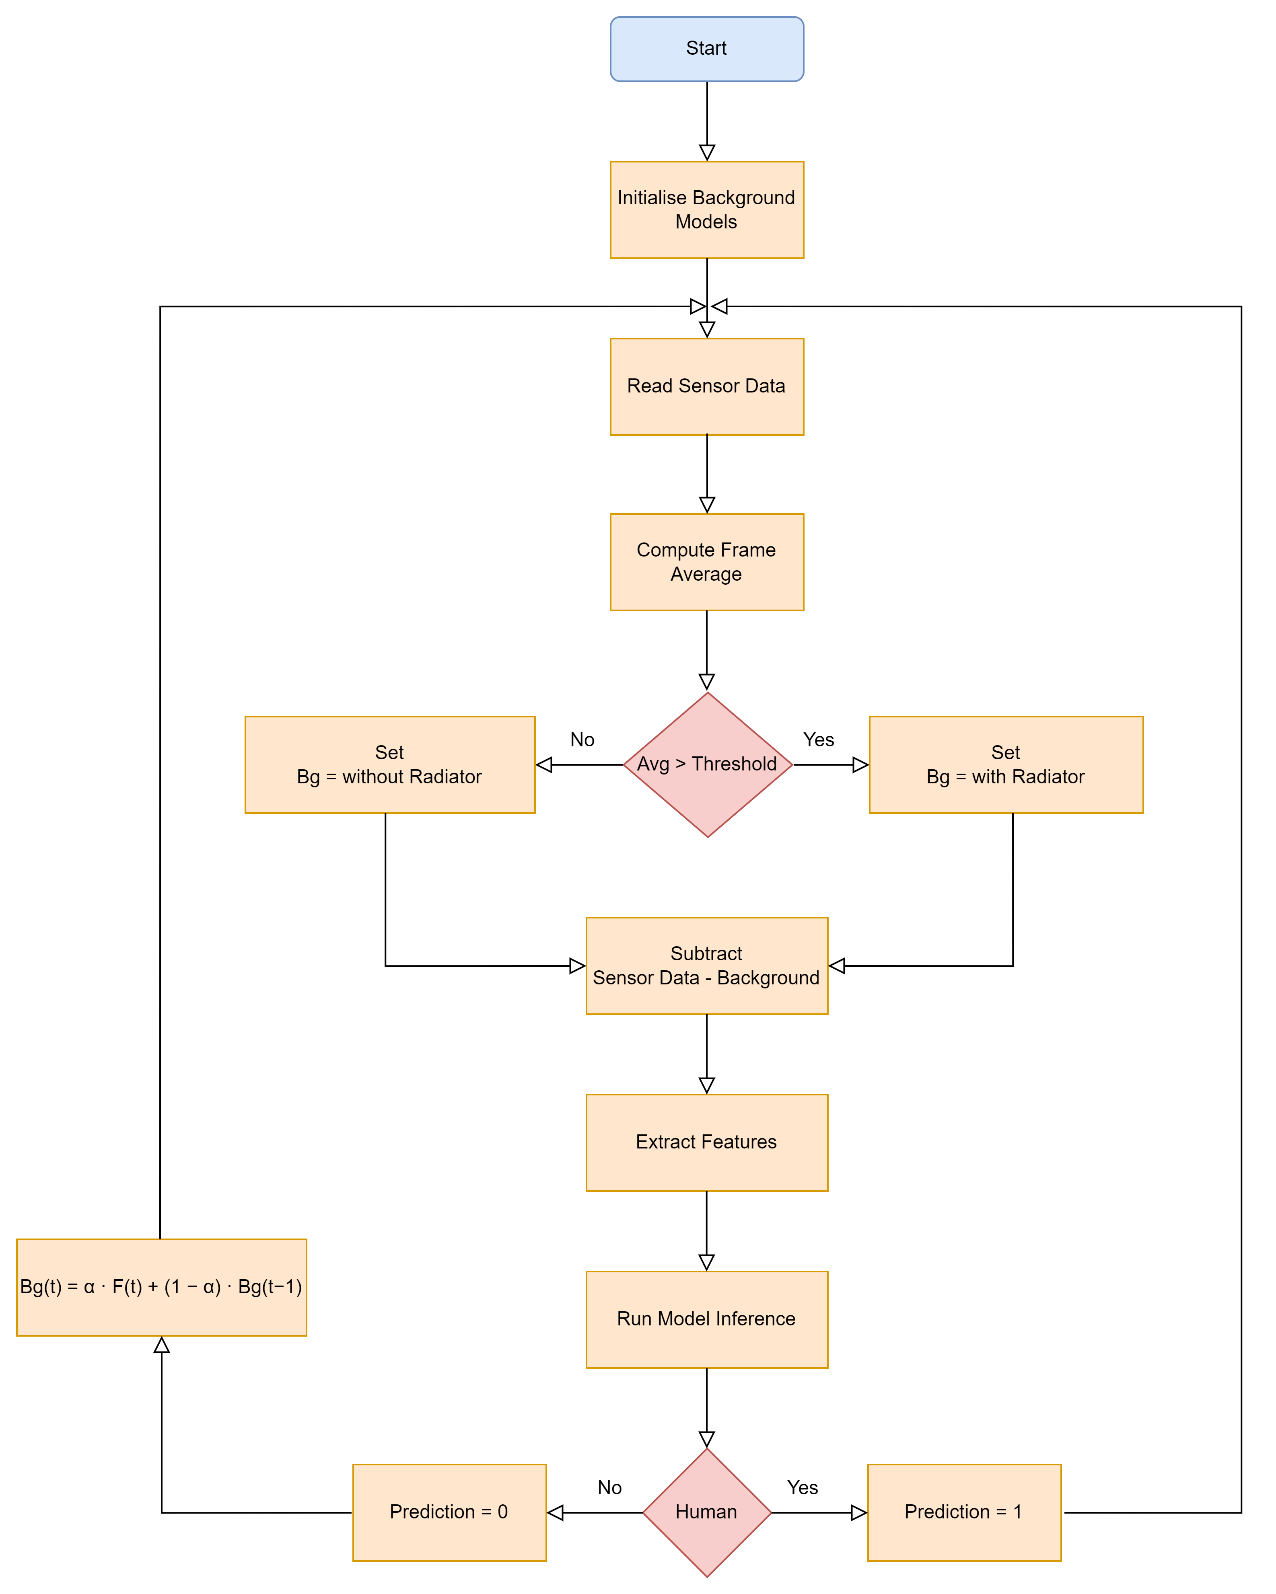 Start
Initialise Background
Models
Read Sensor Data
Compute Frame
Average
No
Yes
Set
Bg = without Radiator
Avg > Threshold
Set
Bg = with Radiator
Subtract
Sensor Data - Background
Extract Features
Bg(t) = α · F(t) + (1 − α) · Bg(t−1)
Run Model Inference
No
Yes
Prediction = 0
Human
Prediction = 1